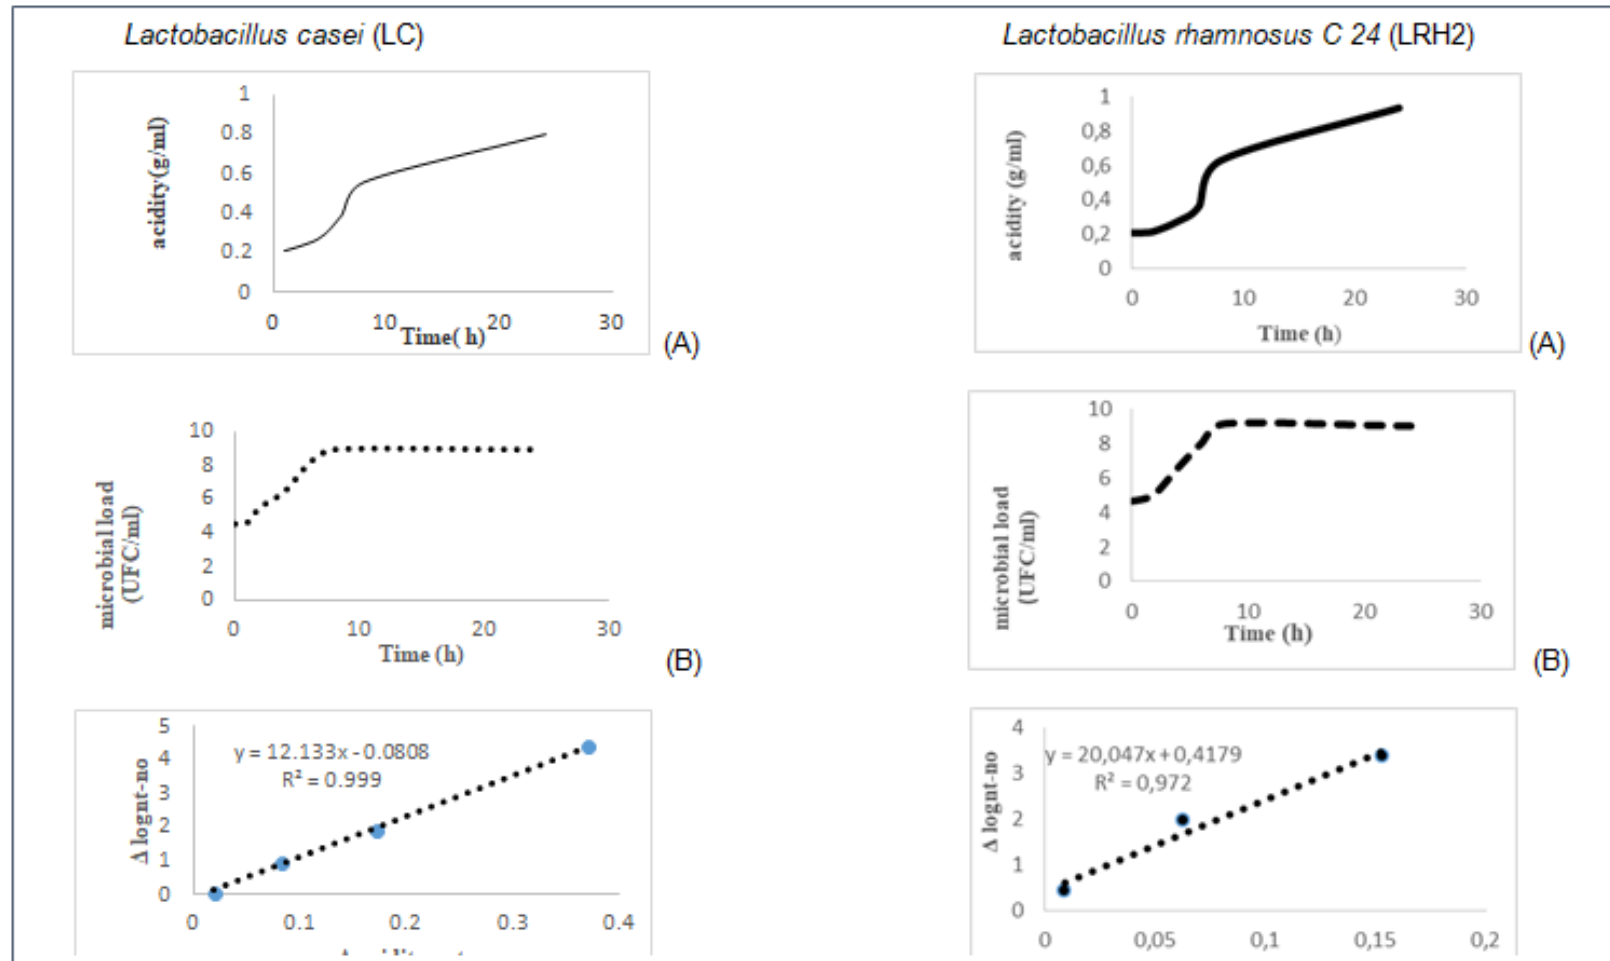 Lactobacillus casei (LC)
Lactobacillus rhamnosus C 24 (LRH2)
acidity(g/ml)
1
0.8
0.6
0.4
0.2
0
0 10 20 30
Time( h)
(A)
acidity (g/ml)
1
0,8
0,6
0,4
0,2
0
0 10 20 30
Time (h)
(A)
microbial load
(UFC/ml)
10
8
6
4
2
0
0 10 20 30
Time (h)
(B)
microbial load
(UFC/ml)
10
8
6
4
2
0
0 10 20 30
Time (h)
(B)
Δ lognt-no
5
4
3
2
1
0
y = 12.133x - 0.0808
R² = 0.999
0 0.1 0.2 0.3 0.4
Δ lognt-no
4
3
2
1
0
y = 20,047x + 0,4179
R² = 0,972
0 0,05 0,1 0,15 0,2